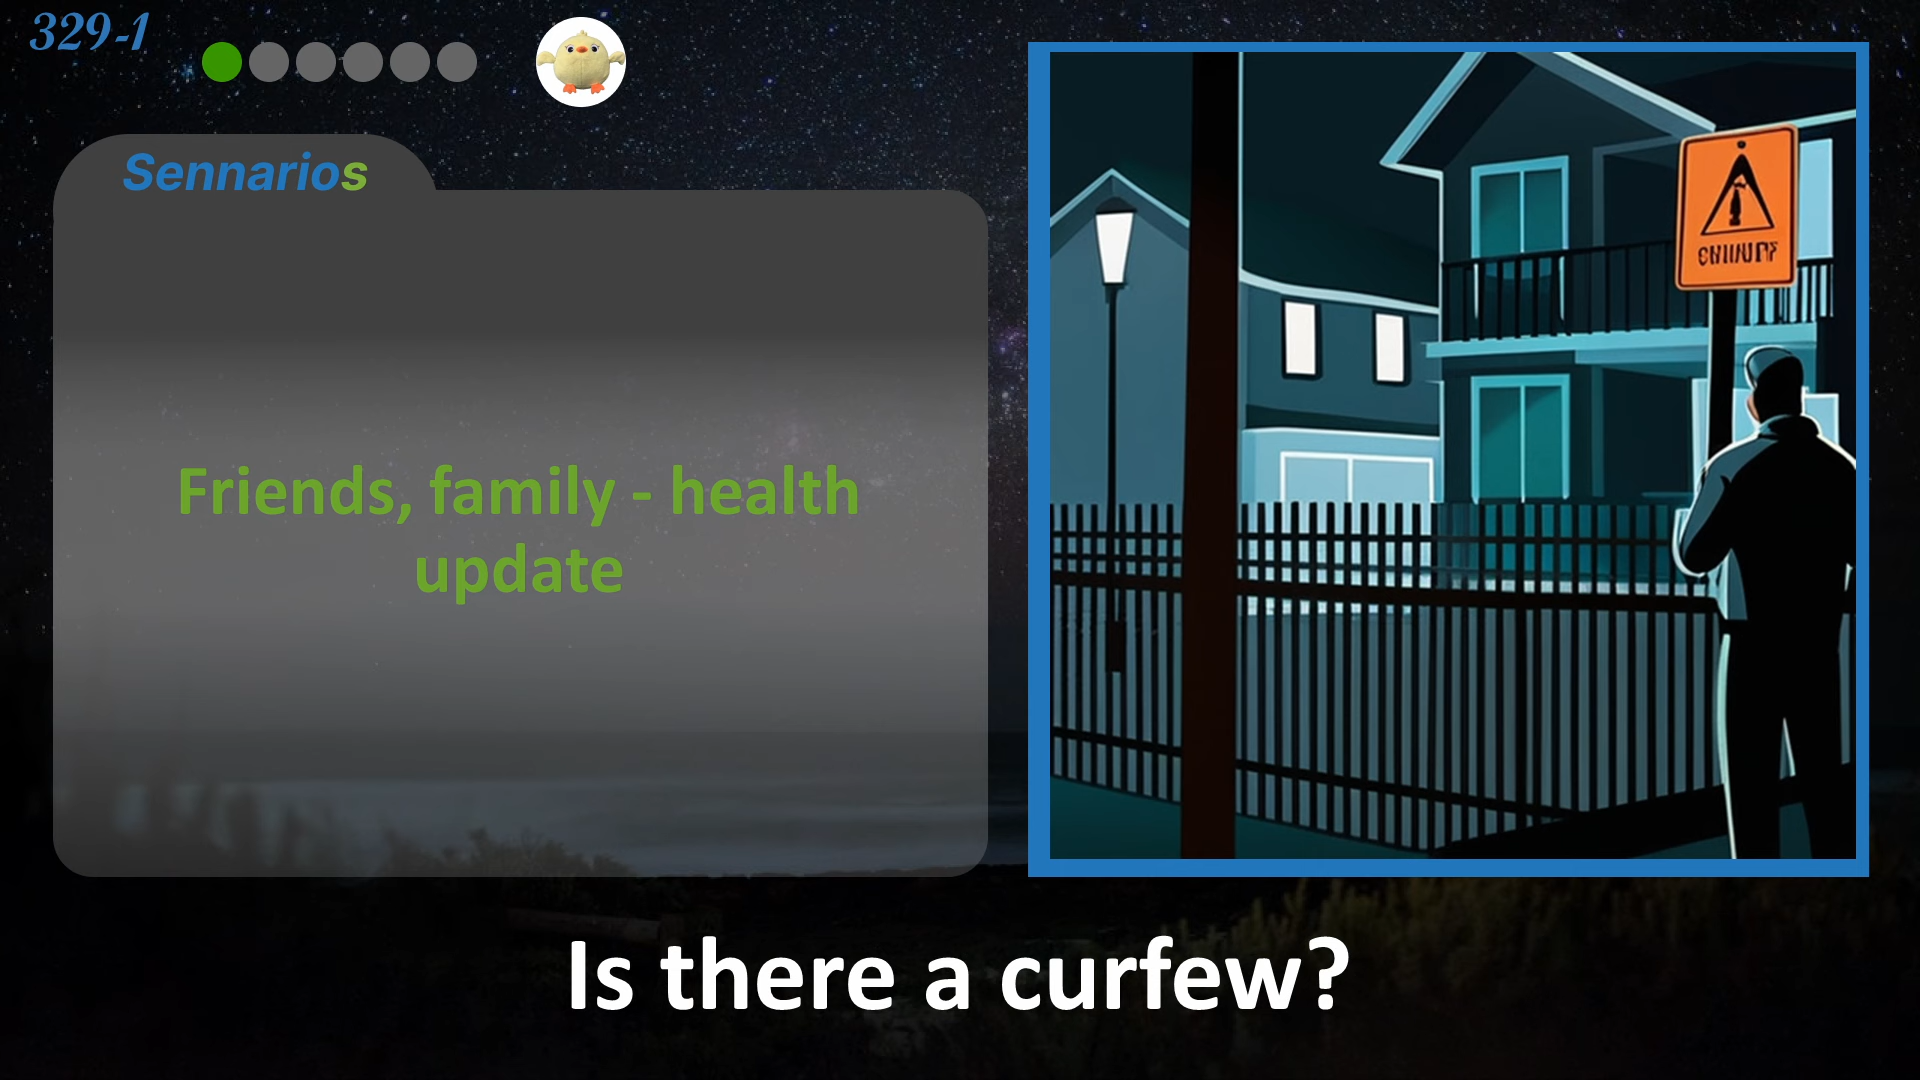 329-1
Sennarios
Friends, family - health
update
Is there a curfew?